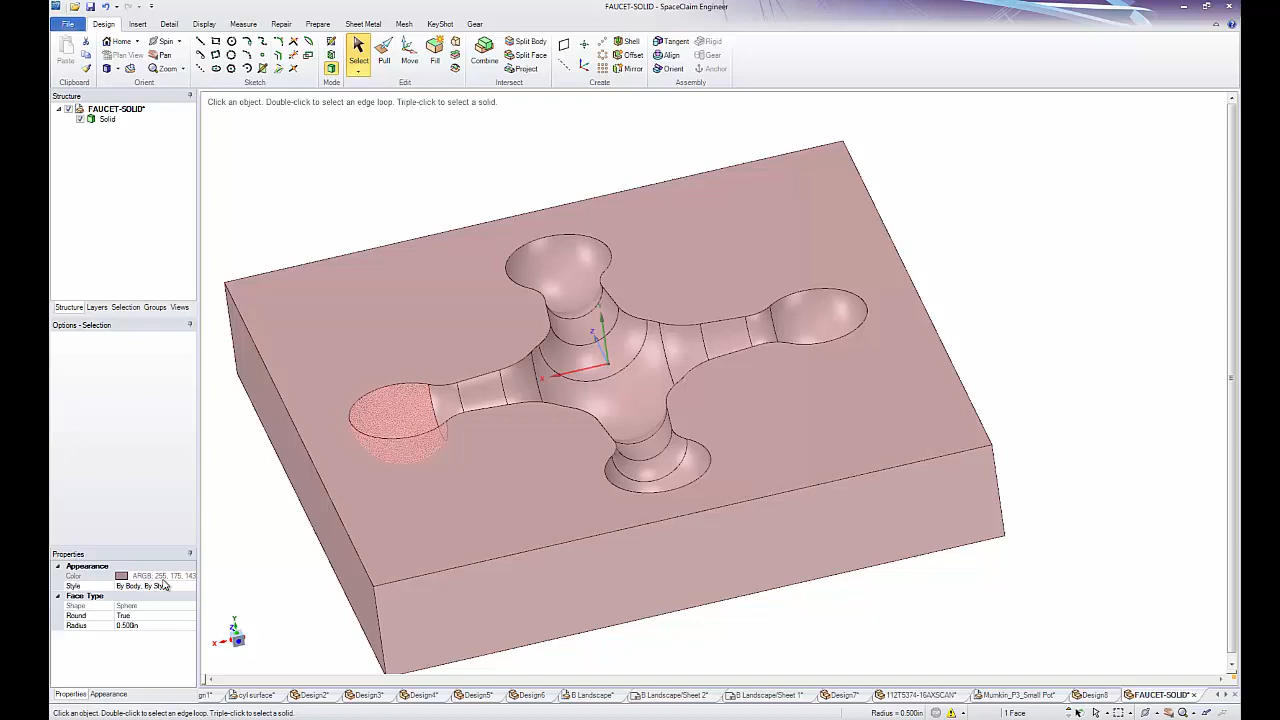 FAUCET-SOLID - SpaceClaim Engineer
File Design Insert Detail Display Measure Repair Prepare Sheet Metal Mesh KeyShot Gear
Paste
Clipboard
Home Spin
Plan View Pan
Zoom
Orient
Sketch
Mode
Select Pull Move Fill
Edit
Combine
Split Body
Split Face
Project
Intersect
Shell
Offset
Mirror
Create
Tangent Rigid
Align Gear
Orient Anchor
Assembly
Structure
FAUCET-SOLID*
Solid
Structure Layers Selection Groups Views
Options - Selection
Properties
Appearance
Color ARGB: 255, 175, 143
Style By Body, By St
Face Type
Shape Sphere
Round True
Radius 0.500in
Properties Appearance
Click an object. Double-click to select an edge loop. Triple-click to select a solid.
X
Y
Z
X
Y
Z
gn1* cyl surface* Design2* Design3* Design4* Design5* Design6 B Landscape* B Landscape/Sheet 2* B Landscape/Sheet 1* Design7* 112T5374-16AXSCAN* Mumkin_P3_Small Pot* Design8 FAUCET-SOLID*
Click an object. Double-click to select an edge loop. Triple-click to select a solid.
Radius = 0.500in
1 Face